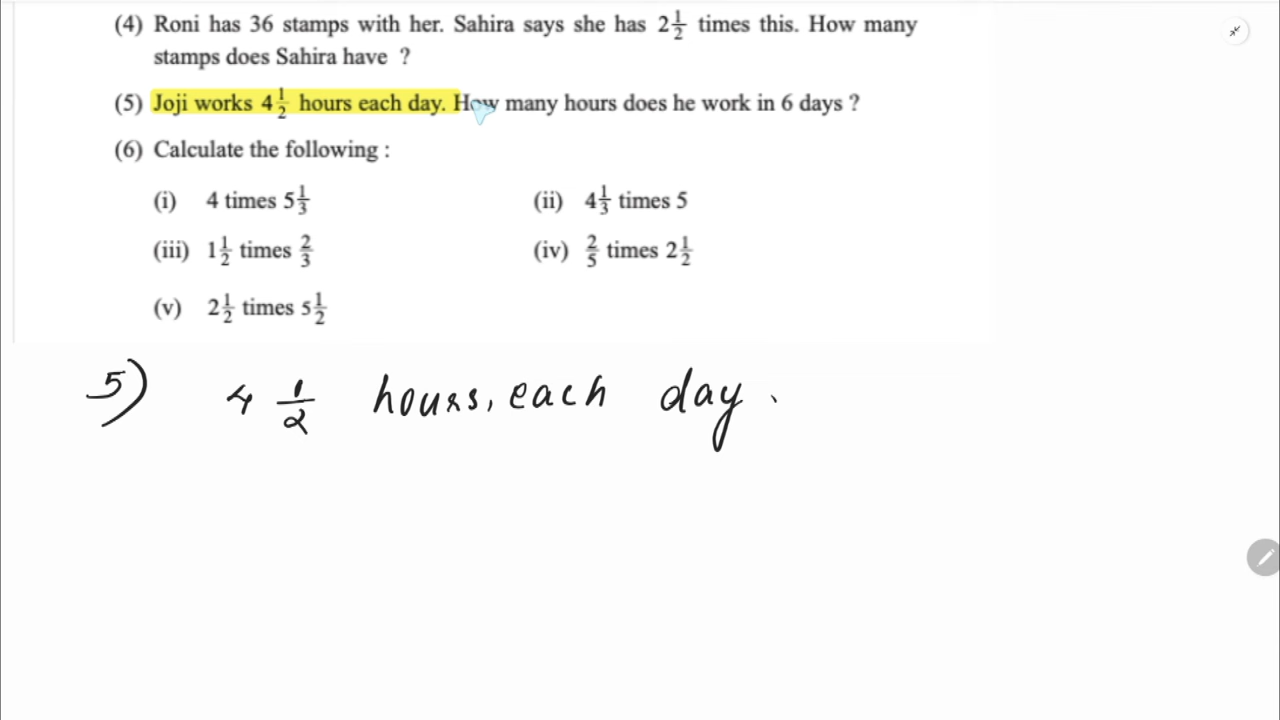 (4) Roni has 36 stamps with her. Sahira says she has 2½ times this. How many
stamps does Sahira have ?
(5) Joji works 4½ hours each day. How many hours does he work in 6 days ?
(6) Calculate the following :
(i) 4 times 5⅓ (ii) 4⅓ times 5
(iii) 1½ times ⅔ (iv) ⅖ times 2½
(v) 2½ times 5½
5) 4½ hours, each day.